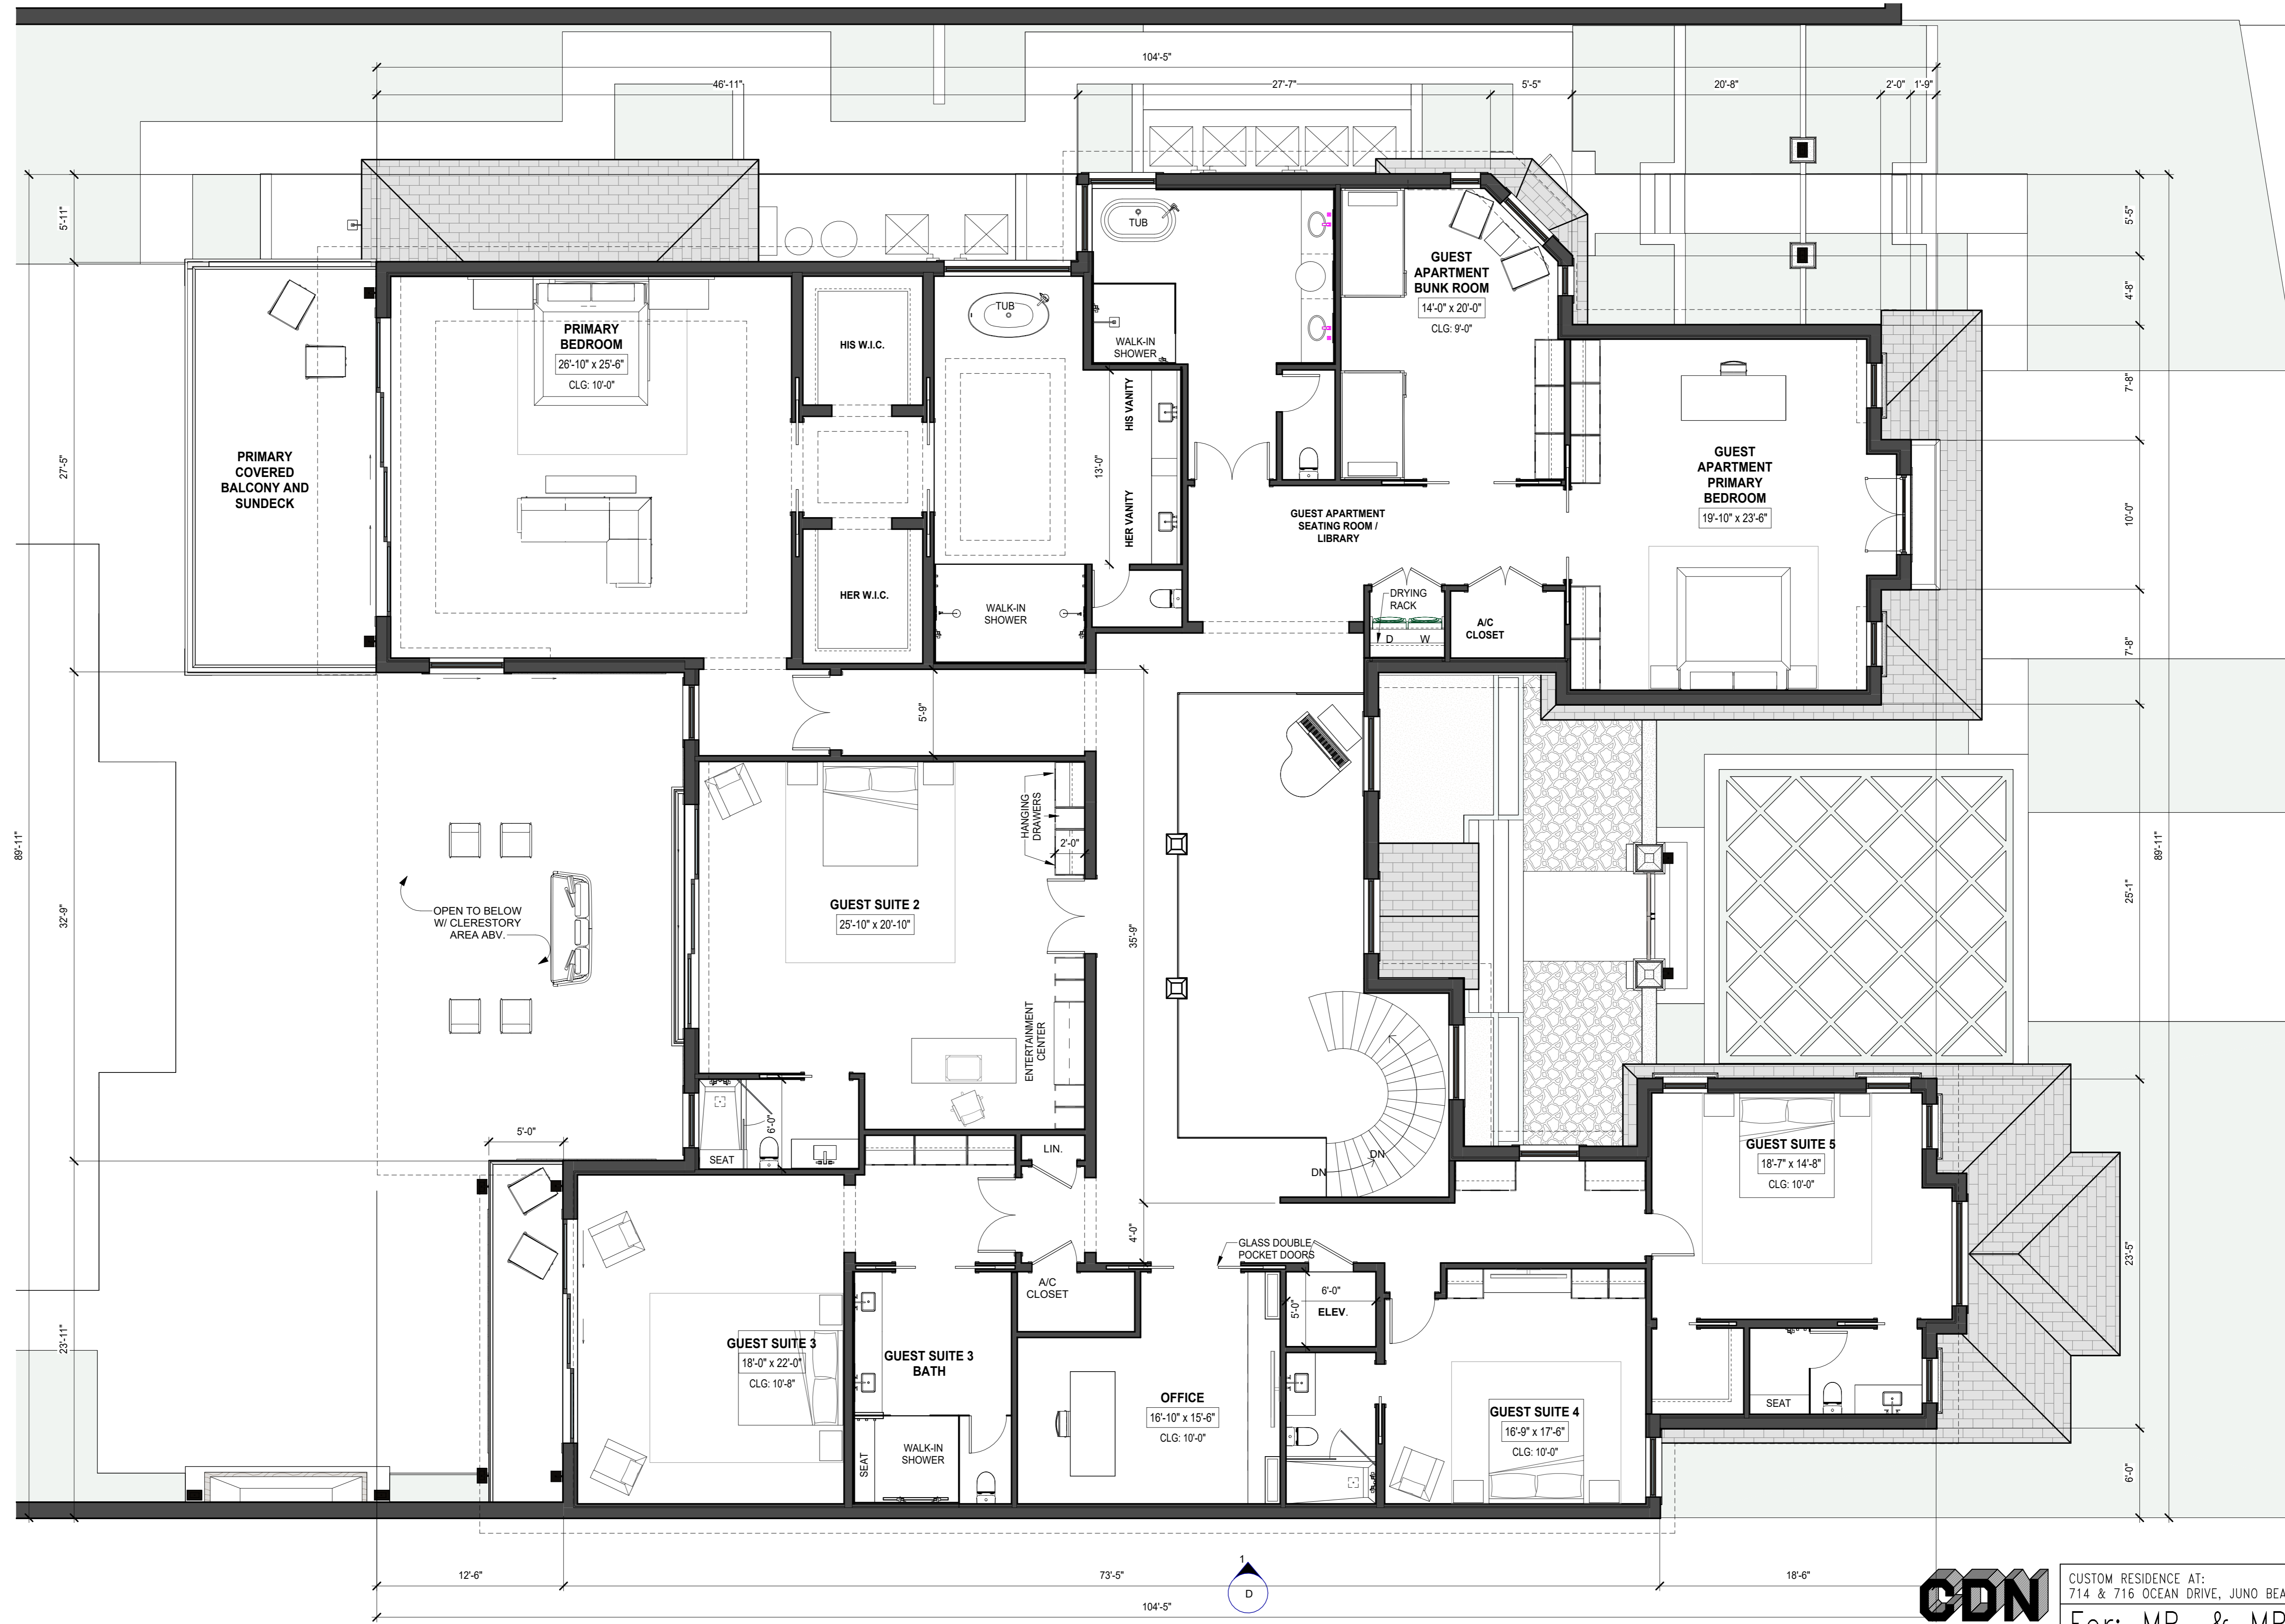 104'-5"
46'-11"
27'-7"
5'-5"
20'-8"
2'-0"
1'-9"
5'-11"
27'-5"
32'-9"
23'-11"
89'-11"
5'-5"
4'-8"
7'-8"
10'-0"
7'-8"
25'-1"
23'-5"
6'-0"
89'-11"
PRIMARY
COVERED
BALCONY AND
SUNDECK
PRIMARY
BEDROOM
26'-10" x 25'-6"
CLG: 10'-0"
HIS W.I.C.
HER W.I.C.
TUB
WALK-IN
SHOWER
HIS VANITY
HER VANITY
13'-0"
TUB
WALK-IN
SHOWER
GUEST
APARTMENT
BUNK ROOM
14'-0" x 20'-0"
CLG: 9'-0"
GUEST
APARTMENT
PRIMARY
BEDROOM
19'-10" x 23'-6"
GUEST APARTMENT
SEATING ROOM /
LIBRARY
DRYING
RACK
D
W
A/C
CLOSET
5'-9"
HANGING
DRAWERS
2'-0"
GUEST SUITE 2
25'-10" x 20'-10"
ENTERTAINMENT
CENTER
35'-9"
OPEN TO BELOW
W/ CLERESTORY
AREA ABV.
5'-0"
6'-0"
SEAT
LIN.
DN
DN
4'-0"
GLASS DOUBLE
POCKET DOORS
GUEST SUITE 5
18'-7" x 14'-8"
CLG: 10'-0"
SEAT
A/C
CLOSET
6'-0"
5'-0"
ELEV.
GUEST SUITE 3
18'-0" x 22'-0"
CLG: 10'-8"
GUEST SUITE 3
BATH
SEAT
WALK-IN
SHOWER
OFFICE
16'-10" x 15'-6"
CLG: 10'-0"
GUEST SUITE 4
16'-9" x 17'-6"
CLG: 10'-0"
12'-6"
73'-5"
18'-6"
104'-5"
1
D
CDN
CUSTOM RESIDENCE AT:
714 & 716 OCEAN DRIVE, JUNO BEA
For: MR. & MR